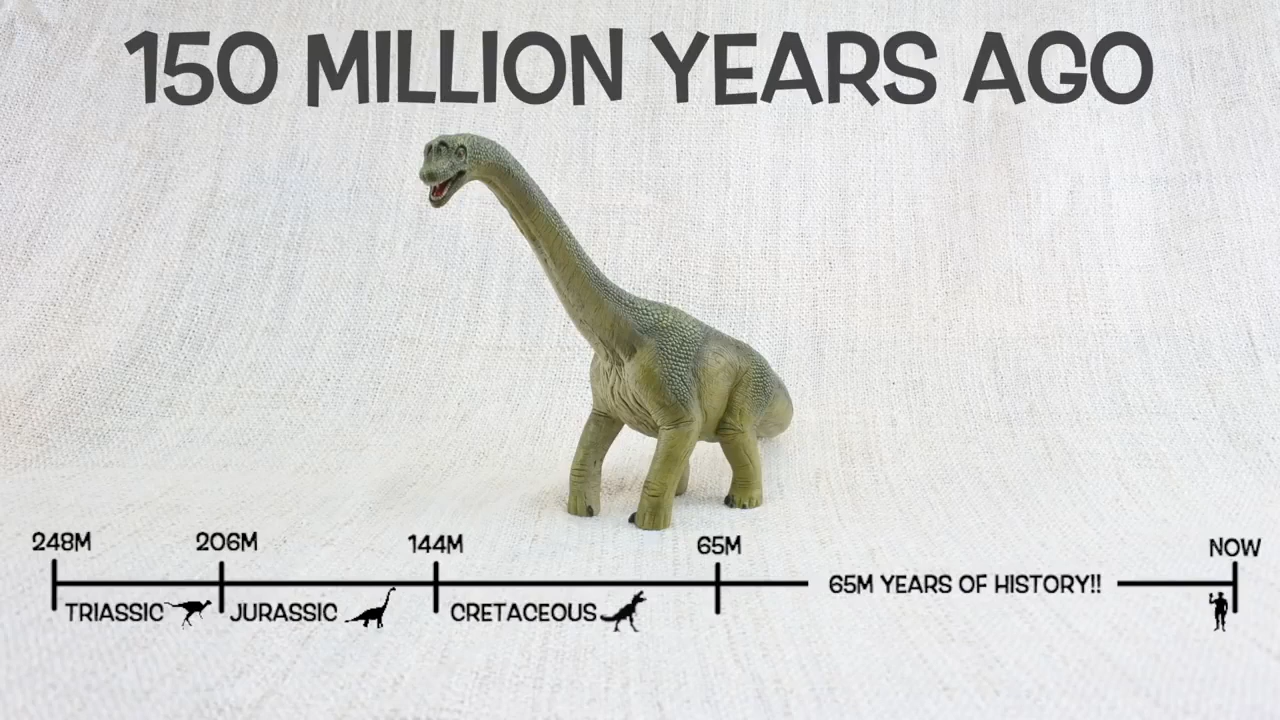 150 MILLION YEARS AGO
248M 206M 144M 65M NOW
65M YEARS OF HISTORY!!
TRIASSIC JURASSIC CRETACEOUS